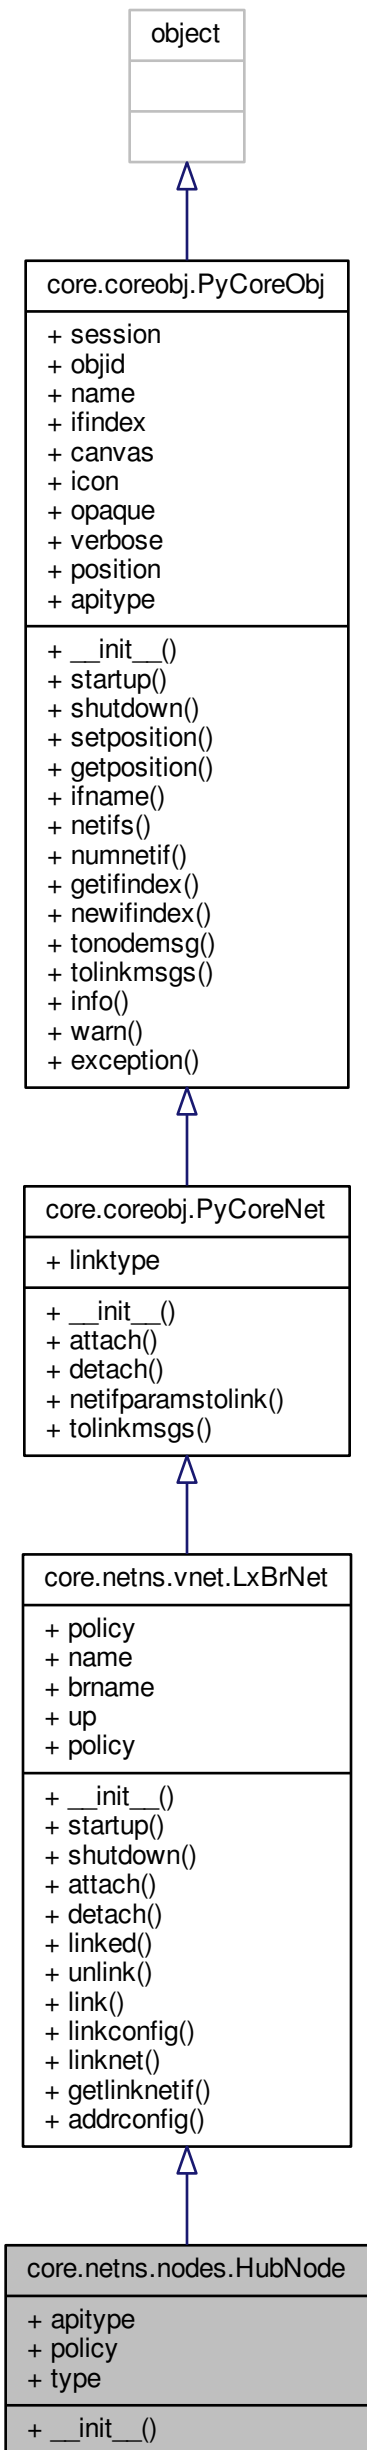 object
core.coreobj.PyCoreObj
+ session
+ objid
+ name
+ ifindex
+ canvas
+ icon
+ opaque
+ verbose
+ position
+ apitype
+ __init__()
+ startup()
+ shutdown()
+ setposition()
+ getposition()
+ ifname()
+ netifs()
+ numnetif()
+ getifindex()
+ newifindex()
+ tonodemsg()
+ tolinkmsgs()
+ info()
+ warn()
+ exception()
core.coreobj.PyCoreNet
+ linktype
+ __init__()
+ attach()
+ detach()
+ netifparamstolink()
+ tolinkmsgs()
core.netns.vnet.LxBrNet
+ policy
+ name
+ brname
+ up
+ policy
+ __init__()
+ startup()
+ shutdown()
+ attach()
+ detach()
+ linked()
+ unlink()
+ link()
+ linkconfig()
+ linknet()
+ getlinknetif()
+ addrconfig()
core.netns.nodes.HubNode
+ apitype
+ policy
+ type
+ __init__()